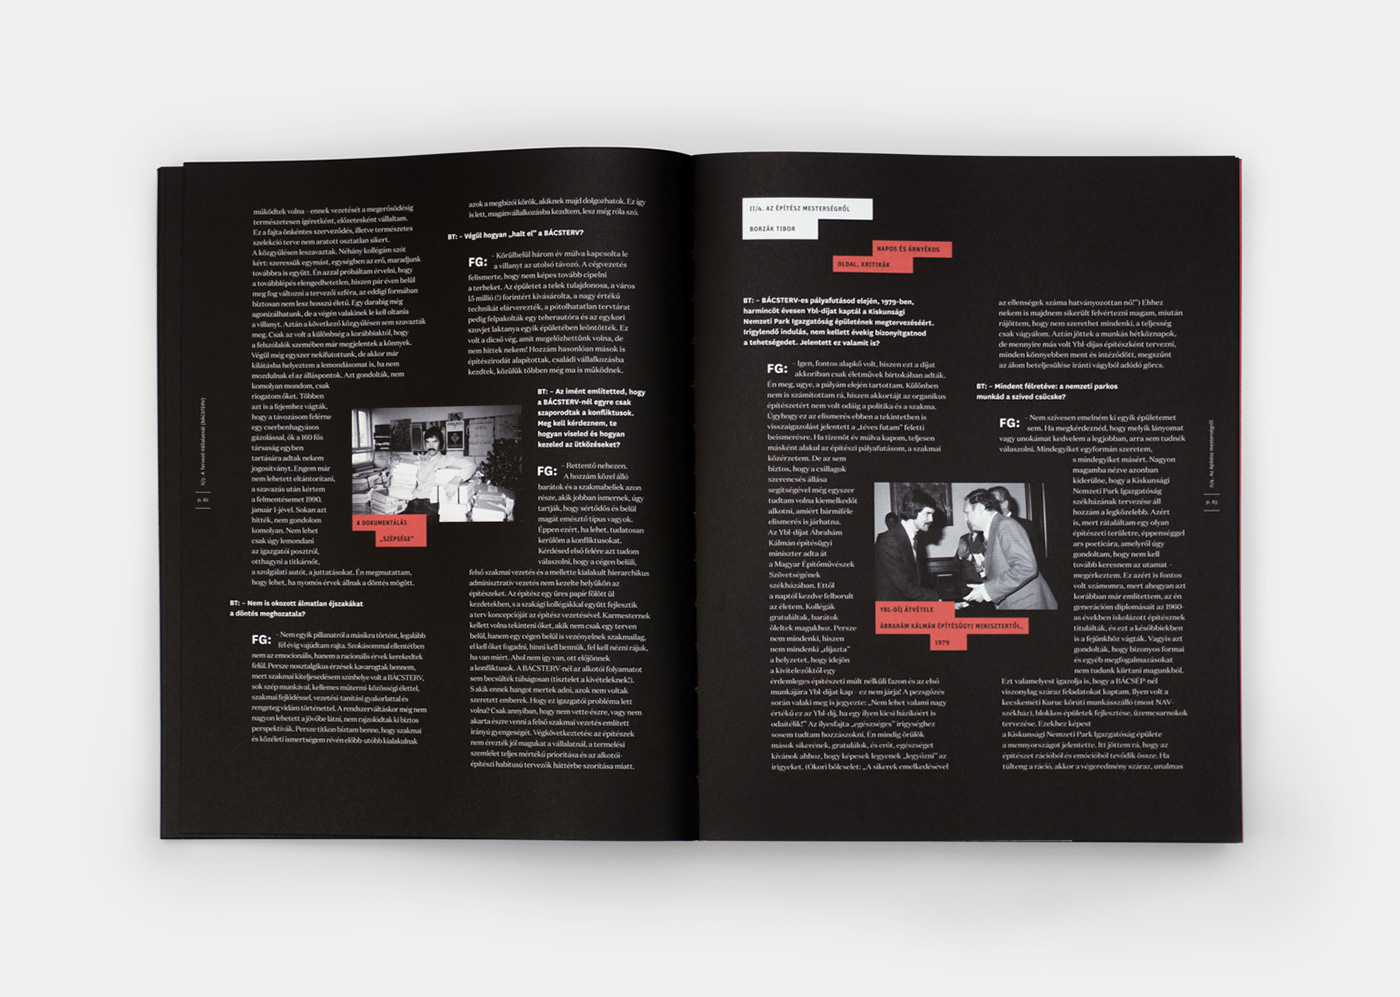 működtek volna – ennek vezetését a megerősödésig
természetesen ígéretként, előzetesként vállaltam.
Ez a fajta önkéntes szerveződés, illetve természetes
szelekció terve nem aratott osztatlan sikert.
A közgyűlésen leszavaztak. Néhány kollégám szót
kért: szeressük egymást, egységben az erő, maradjunk
továbbra is együtt. Én azzal próbáltam érvelni, hogy
a továbblépés elengedhetetlen, hiszen pár éven belül
meg fog változni a tervezői szféra, az eddigi formában
biztosan nem lesz hosszú életű. Egy darabig még
agonizálhatunk, de a végén valakinek le kell oltania
a villanyt. Aztán a következő közgyűlésen sem szavazták
meg. Csak az volt a különbség a korábbiaktól, hogy
a felszólalók szemében már megjelentek a könnyek.
Végül még egyszer nekifutottunk, de akkor már
kilátásba helyeztem a lemondásomat is, ha nem
mozdulnak el az álláspontok. Azt gondolták, nem
komolyan mondom, csak
riogatom őket. Többen
azt is a fejemhez vágták,
hogy a távozásom felérne
egy cserbenhagyásos
gázolással, ők a 160 fős
társaság egyben
tartására adtak nekem
jogosítványt. Engem már
nem lehetett eltántorítani,
a szavazás után kértem
a felmentésemet 1990.
január 1-jével. Sokan azt
hitték, nem gondolom
komolyan. Nem lehet
csak úgy lemondani
az igazgatói posztról,
otthagyni a titkárnőt,
a szolgálati autót, a juttatásokat. Én megmutattam,
hogy lehet, ha nyomós érvek állnak a döntés mögött.
BT: – Nem is okozott álmatlan éjszakákat
a döntés meghozatala?
FG: – Nem egyik pillanatról a másikra történt, legalább
fél évig vajúdtam rajta. Szokásommal ellentétben
nem az emocionális, hanem a racionális érvek kerekedtek
felül. Persze nosztalgikus érzések kavarogtak bennem,
mert szakmai kiteljesedésem színhelye volt a BÁCSTERV,
sok szép munkával, kellemes műtermi-közösségi élettel,
szakmai fejlődéssel, vezetési-tanítási gyakorlattal és
rengeteg vidám történettel. A rendszerváltáskor még nem
nagyon lehetett a jövőbe látni, nem rajzolódtak ki biztos
perspektívák. Persze titkon bíztam benne, hogy szakmai
és közéleti ismertségem révén előbb-utóbb kialakulnak
azok a megbízói körök, akiknek majd dolgozhatok. Ez így
is lett, magánvállalkozásba kezdtem, lesz még róla szó.
BT: – Végül hogyan „halt el” a BÁCSTERV?
FG: – Körülbelül három év múlva kapcsolta le
a villanyt az utolsó távozó. A cégvezetés
felismerte, hogy nem képes tovább cipelni
a terheket. Az épületet a telek tulajdonosa, a város
15 millió (!) forintért kivásárolta, a nagy értékű
technikát elárverezték, a pótolhatatlan tervtárat
pedig felpakolták egy teherautóra és az egykori
szovjet laktanya egyik épületében leöntötték. Ez
volt a dicső vég, amit megelőzhettünk volna, de
nem hittek nekem! Hozzám hasonlóan mások is
építészirodát alapítottak, családi vállalkozásba
kezdtek, közülük többen még ma is működnek.
BT: – Az imént említetted, hogy
a BÁCSTERV-nél egyre csak
szaporodtak a konfliktusok.
Meg kell kérdeznem, te
hogyan viseled és hogyan
kezeled az ütközéseket?
FG: – Rettentő nehezen.
A hozzám közel álló
barátok és a szakmabeliek azon
része, akik jobban ismernek, úgy
tartják, hogy sértődős és belül
magát emésztő típus vagyok.
Éppen ezért, ha lehet, tudatosan
kerülöm a konfliktusokat.
Kérdésed első felére azt tudom
válaszolni, hogy a cégen belüli,
felső szakmai vezetés és a mellette kialakult hierarchikus
adminisztratív vezetés nem kezelte helyükön az
építészeket. Az építész egy üres papír fölött ül
kezdetekben, s a szakági kollégákkal együtt fejlesztik
a terv koncepcióját az építész vezetésével. Karmesternek
kellett volna tekinteni őket, akik nem csak egy terven
belül, hanem egy cégen belül is vezényelnek szakmailag,
el kell őket fogadni, hinni kell bennük, fel kell nézni rájuk,
ha van miért. Ahol nem így van, ott előjönnek
a konfliktusok. A BÁCSTERV-nél az alkotói folyamatot
sem becsülték túlságosan (tisztelet a kivételeknek!).
S akik ennek hangot mertek adni, azok nem voltak
szeretett emberek. Hogy ez igazgatói probléma lett
volna? Csak annyiban, hogy nem vette észre, vagy nem
akarta észre venni a felső szakmai vezetés említett
irányú gyengeségét. Végkövetkeztetés: az építészek
nem érezték jól magukat a vállalatnál, a termelési
szemlélet teljes mértékű prioritása és az alkotói-
építészi habitusú tervezők háttérbe szorítása miatt.
A DOKUMENTÁLÁS
„SZÉPSÉGE”
II/3. A Tervező Vállalatnál (BÁCSTERV)
p. 62
II/4. AZ ÉPÍTÉSZ MESTERSÉGRŐL
BORZÁK TIBOR
NAPOS ÉS ÁRNYÉKOS
OLDAL, KRITIKÁK
BT: – BÁCSTERV-es pályafutásod elején, 1979-ben,
harmincöt évesen Ybl-díjat kaptál a Kiskunsági
Nemzeti Park Igazgatóság épületének megtervezéséért.
Irigylendő indulás, nem kellett évekig bizonyítgatnod
a tehetségedet. Jelentett ez valamit is?
FG: – Igen, fontos alapkő volt, hiszen ezt a díjat
akkoriban csak életművek birtokában adták.
Én meg, ugye, a pályám elején tartottam. Különben
nem is számítottam rá, hiszen akkortájt az organikus
építészetért nem volt odáig a politika és a szakma.
Úgyhogy ez az elismerés ebben a tekintetben is
visszaigazolást jelentett a „téves futam” feletti
beismerésre. Ha tizenöt év múlva kapom, teljesen
másként alakul az építészi pályafutásom, a szakmai
közérzetem. De az sem
biztos, hogy a csillagok
szerencsés állása
segítségével még egyszer
tudtam volna kiemelkedőt
alkotni, amiért bármiféle
elismerés is járhatna.
Az Ybl-díjat Ábrahám
Kálmán építésügyi
miniszter adta át
a Magyar Építőművészek
Szövetségének
székházában. Ettől
a naptól kezdve felborult
az életem. Kollégák
gratuláltak, barátok
öleltek magukhoz. Persze
nem mindenki, hiszen
nem mindenki „díjazta”
a helyzetet, hogy idején
a kivitelezőktől egy
érdemleges építészeti múlt nélküli fazon és az első
munkájára Ybl-díjat kap – ez nem járja! A pezsgőzés
során valaki meg is jegyezte: „Nem lehet valami nagy
értékű ez az Ybl-díj, ha egy ilyen kicsi házikóért is
odaítélik!” Az ilyesfajta „egészséges” irigységhez
sosem tudtam hozzászokni. Én mindig örülök
mások sikerének, gratulálok, és erőt, egészséget
kívánok ahhoz, hogy képesek legyenek „legyőzni” az
irigyeket. (Ókori bölcselet: „A sikerek emelkedésével
az ellenségek száma hatványozottan nő!”) Ehhez
nekem is majdnem sikerült felvértezni magam, miután
rájöttem, hogy nem szerethet mindenki, a teljesség
csak vágyálom. Aztán jöttek a munkás hétköznapok,
de mennyire más volt Ybl-díjas építészként tervezni,
minden könnyebben ment és intéződött, megszűnt
az álom beteljesülése iránti vágyból adódó görcs.
BT: – Mindent félretéve: a nemzeti parkos
munkád a szíved csücske?
FG: – Nem szívesen emelném ki egyik épületemet
sem. Ha megkérdeznéd, hogy melyik lányomat
vagy unokámat kedvelem a legjobban, arra sem tudnék
válaszolni. Mindegyiket egyformán szeretem,
s mindegyiket másért. Nagyon
magamba nézve azonban
kiderülne, hogy a Kiskunsági
Nemzeti Park Igazgatóság
székházának tervezése áll
hozzám a legközelebb. Azért
is, mert rátaláltam egy olyan
építészeti területre, éppenséggel
ars poeticára, amelyről úgy
gondoltam, hogy nem kell
tovább keresnem az utamat –
megérkeztem. Ez azért is fontos
volt számomra, mert ahogyan azt
korábban már említettem, az én
generációm diplomásait az 1960-
as években iskolázott építésznek
titulálták, és ezt a későbbiekben
is a fejünkhöz vágták. Vagyis azt
gondolták, hogy bizonyos formai
és egyéb megfogalmazásokat
nem tudunk kiirtani magunkból.
Ezt valamelyest igazolja is, hogy a BÁCSÉP-nél
viszonylag száraz feladatokat kaptam. Ilyen volt a
kecskeméti Kuruc körúti munkásszálló (most NAV-
székház), blokkos épületek fejlesztése, üzemcsarnokok
tervezése. Ezekhez képest
a Kiskunsági Nemzeti Park Igazgatóság épülete
a mennyországot jelentette. Itt jöttem rá, hogy az
építészet rációból és emócióból tevődik össze. Ha
túlteng a ráció, akkor a végeredmény száraz, unalmas
YBL-DÍJ ÁTVÉTELE
ÁBRAHÁM KÁLMÁN ÉPÍTÉSÜGYI MINISZTERTŐL,
1979
II/4. Az építész mesterségről
p. 63